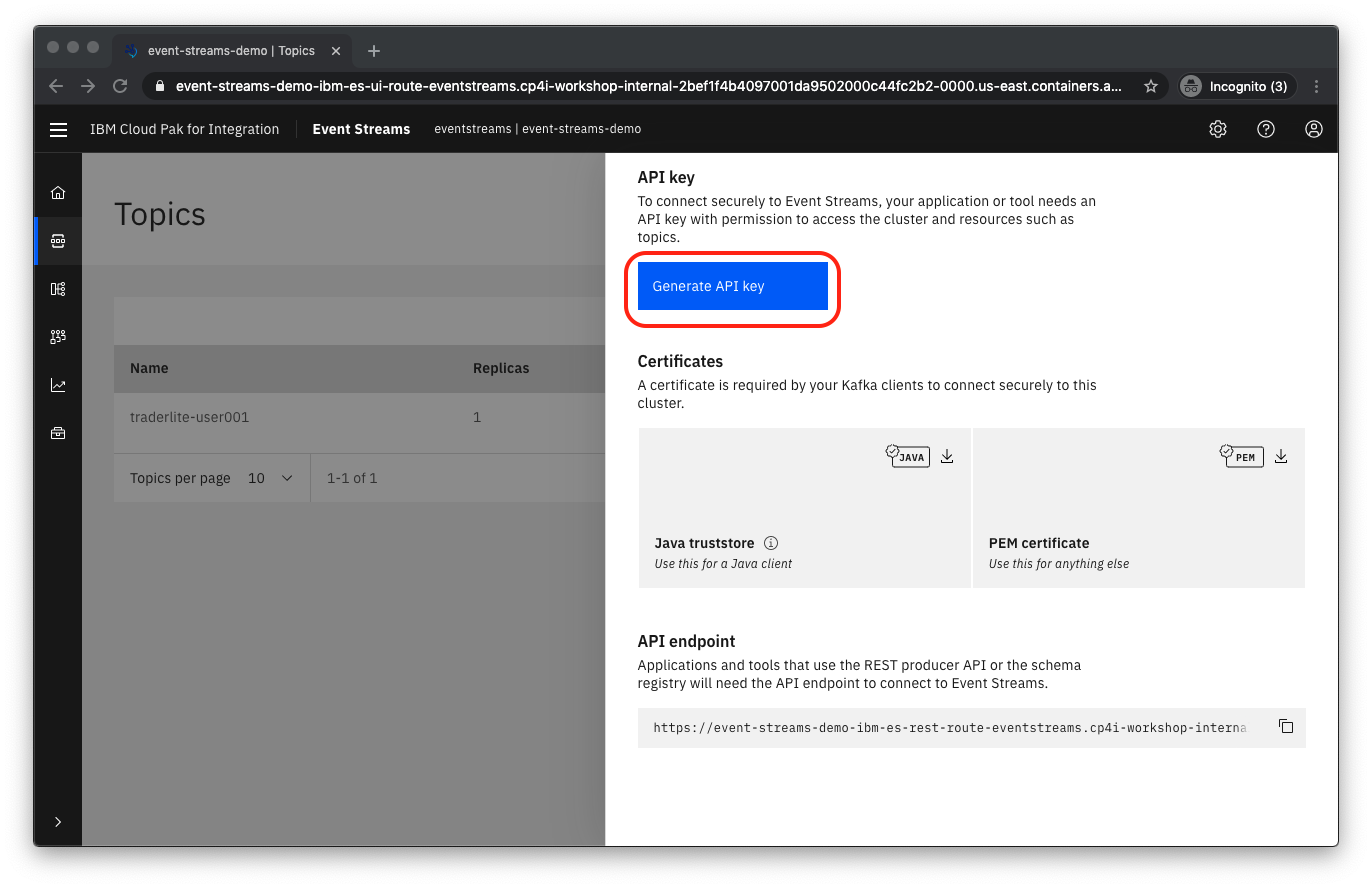 event-streams-demo | Topics
event-streams-demo-ibm-es-ui-route-eventstreams.cp4i-workshop-internal-2bef1f4b4097001da9502000c44fc2b2-0000.us-east.containers.a...
Incognito (3)
IBM Cloud Pak for Integration
Event Streams
eventstreams | event-streams-demo
Topics
Name
Replicas
traderlite-user001
1
Topics per page 10
1-1 of 1
API key
To connect securely to Event Streams, your application or tool needs an
API key with permission to access the cluster and resources such as
topics.
Generate API key
Certificates
A certificate is required by your Kafka clients to connect securely to this
cluster.
JAVA
Java truststore
Use this for a Java client
PEM
PEM certificate
Use this for anything else
API endpoint
Applications and tools that use the REST producer API or the schema
registry will need the API endpoint to connect to Event Streams.
https://event-streams-demo-ibm-es-rest-route-eventstreams.cp4i-workshop-interna